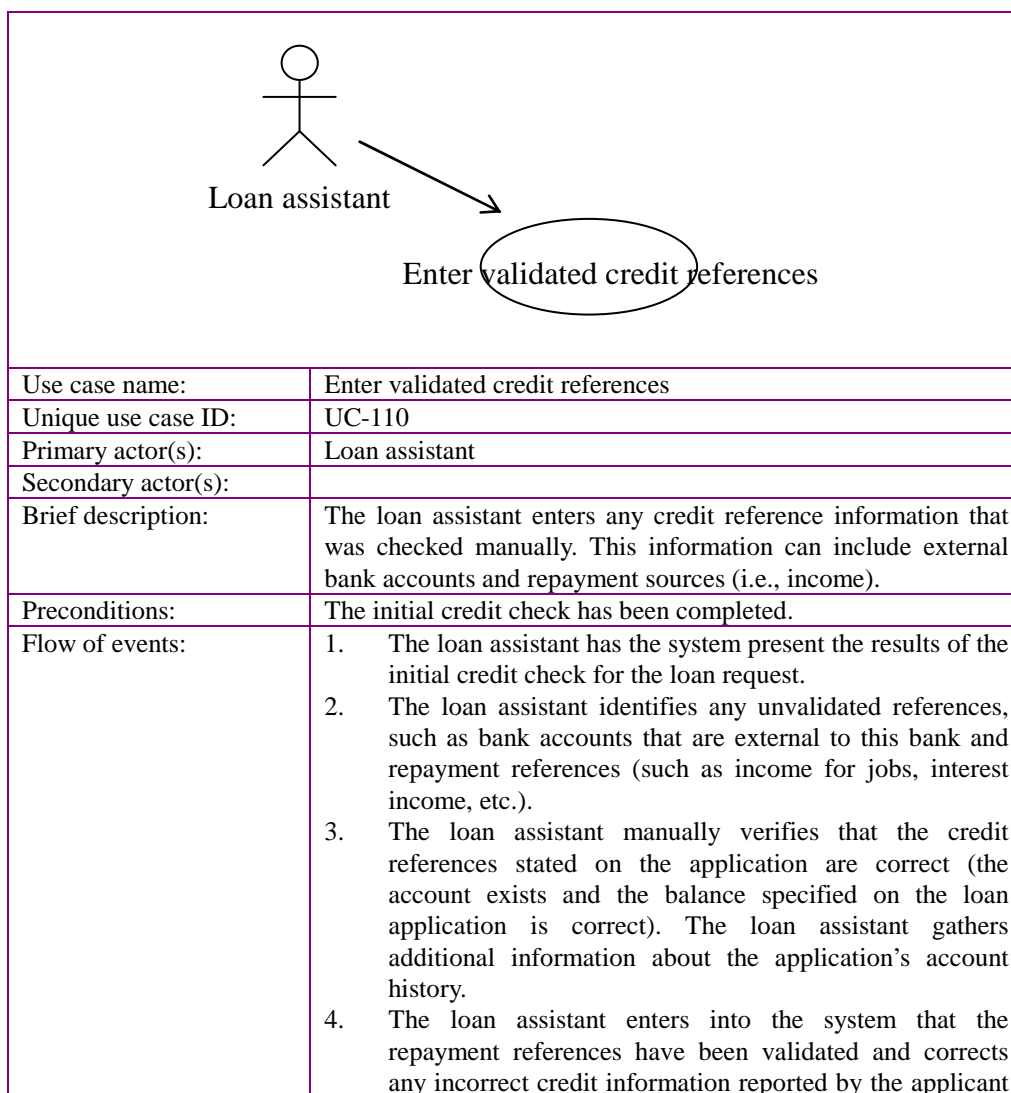 Loan assistant
Enter validated credit references
Use case name: Enter validated credit references
Unique use case ID: UC-110
Primary actor(s): Loan assistant
Secondary actor(s):
Brief description: The loan assistant enters any credit reference information that
was checked manually. This information can include external
bank accounts and repayment sources (i.e., income).
Preconditions: The initial credit check has been completed.
Flow of events: 1. The loan assistant has the system present the results of the
initial credit check for the loan request.
2. The loan assistant identifies any unvalidated references,
such as bank accounts that are external to this bank and
repayment references (such as income for jobs, interest
income, etc.).
3. The loan assistant manually verifies that the credit
references stated on the application are correct (the
account exists and the balance specified on the loan
application is correct). The loan assistant gathers
additional information about the application’s account
history.
4. The loan assistant enters into the system that the
repayment references have been validated and corrects
any incorrect credit information reported by the applicant